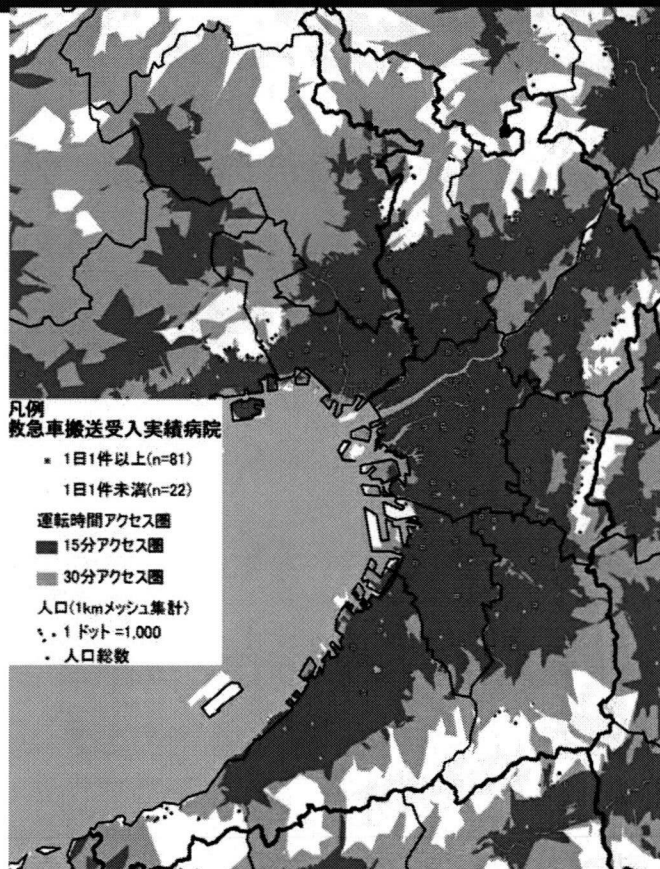 凡例
救急車搬送受入実績病院
1日1件以上(n=81)
1日1件未満(n=22)
運転時間アクセス圏
15分アクセス圏
30分アクセス圏
人口(1kmメッシュ集計)
1 ドット =1,000
人口総数